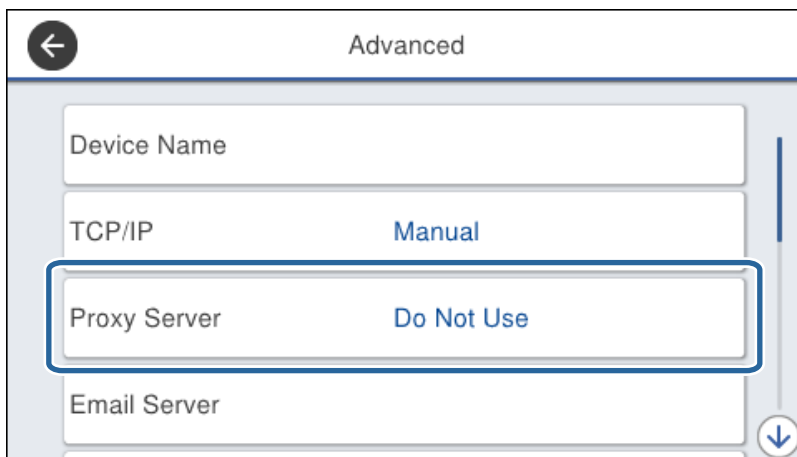 Advanced
Device Name
TCP/IP Manual
Proxy Server Do Not Use
Email Server